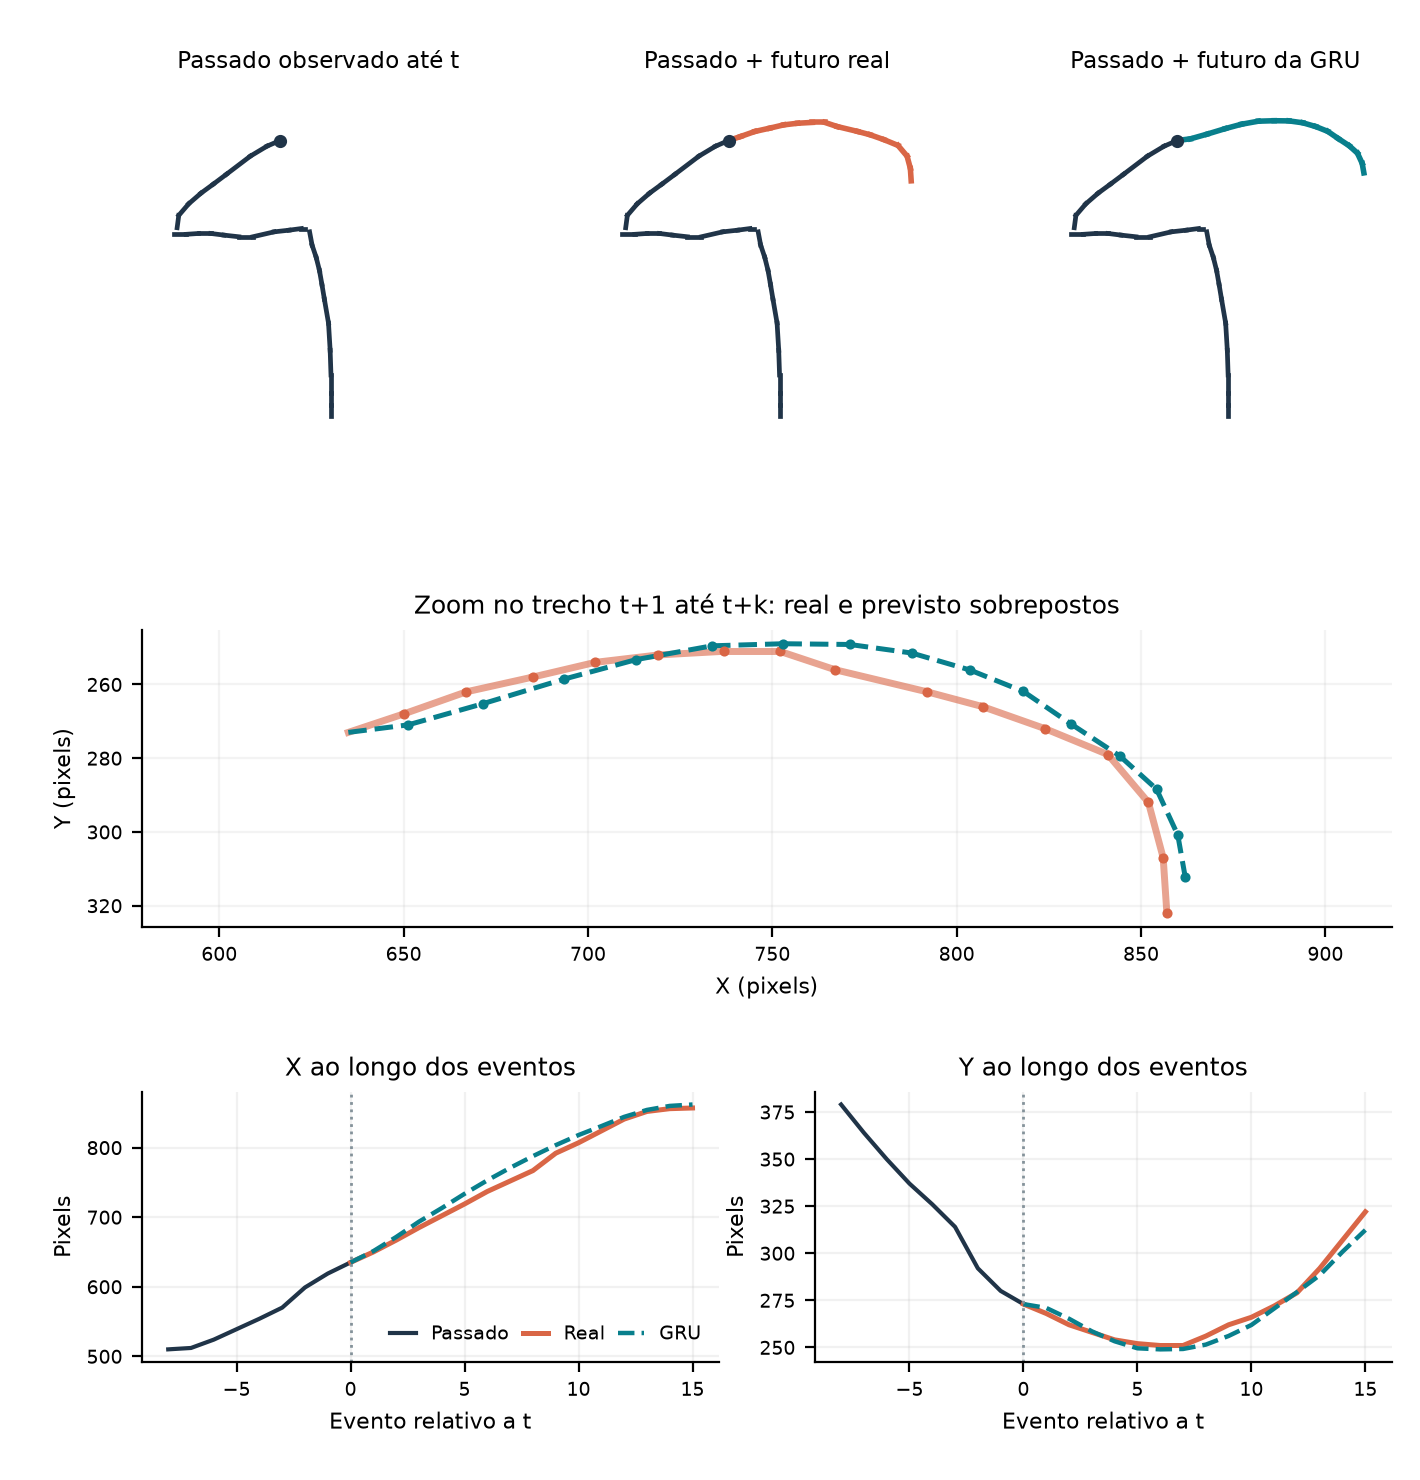 Passado observado até t
Passado + futuro real
Passado + futuro da GRU
Zoom no trecho t+1 até t+k: real e previsto sobrepostos
Y (pixels)
260
280
300
320
600
650
700
750
800
850
900
X (pixels)
X ao longo dos eventos
Pixels
800
700
600
500
Passado
Real
GRU
−5
0
5
10
15
Evento relativo a t
Y ao longo dos eventos
Pixels
375
350
325
300
275
250
−5
0
5
10
15
Evento relativo a t